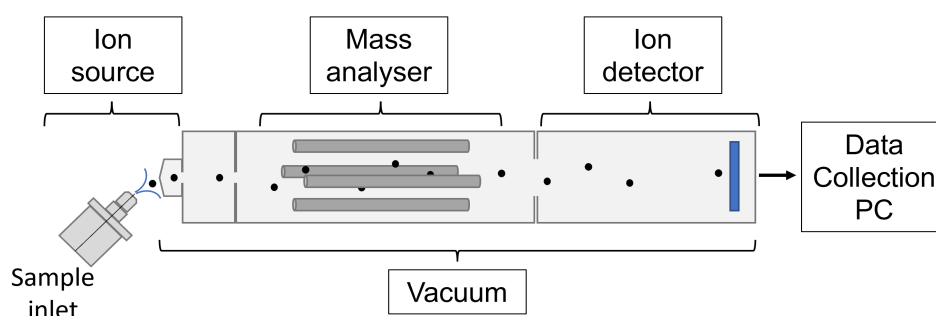 Ion
source
Mass
analyser
Ion
detector
Data
Collection
PC
Sample
inlet
Vacuum